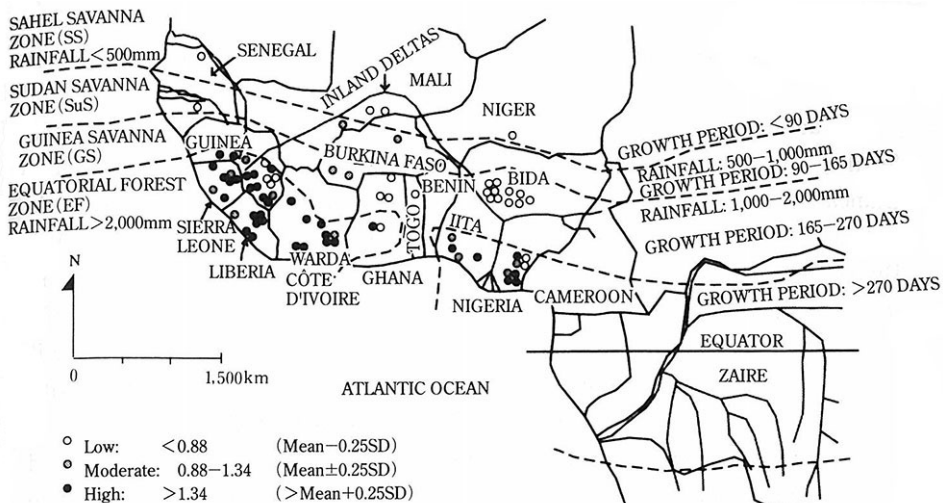 SAHEL SAVANNA
ZONE (SS)
RAINFALL<500mm
SUDAN SAVANNA
ZONE (SuS)
GUINEA SAVANNA
ZONE (GS)
EQUATORIAL FOREST
ZONE (EF)
RAINFALL>2,000mm
SENEGAL
INLAND DELTAS
MALI
NIGER
GUINEA
BURKINA FASO
BENIN
BIDA
TOGO
IITA
SIERRA
LEONE
LIBERIA
WARDA
CÔTE
D'IVOIRE
GHANA
NIGERIA
CAMEROON
GROWTH PERIOD: <90 DAYS
RAINFALL: 500-1,000mm
GROWTH PERIOD: 90-165 DAYS
RAINFALL: 1,000-2,000mm
GROWTH PERIOD: 165-270 DAYS
GROWTH PERIOD: >270 DAYS
EQUATOR
ZAIRE
N
0 1,500km
ATLANTIC OCEAN
Low: <0.88 (Mean-0.25SD)
Moderate: 0.88-1.34 (Mean±0.25SD)
High: >1.34 (>Mean+0.25SD)